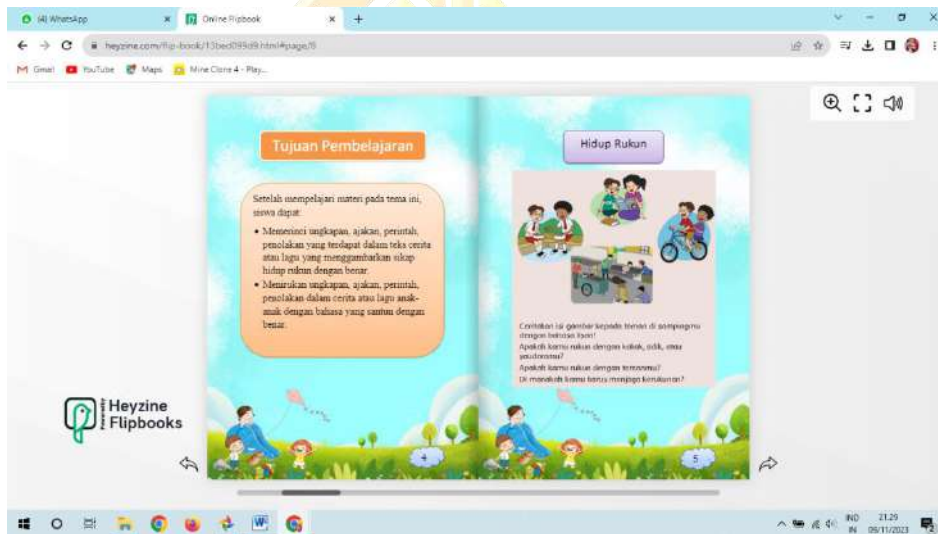 (4) WhatsApp
Online Flipbook
heyzine.com/flip-book/13bed099d9.html#page/6
Gmail
YouTube
Maps
Mine Clone 4 - Play...
Tujuan Pembelajaran
Setelah mempelajari materi pada tema ini,
siswa dapat:
• Memerinci ungkapan, ajakan, perintah,
penolakan yang terdapat dalam teks cerita
atau lagu yang menggambarkan sikap
hidup rukun dengan benar.
• Menirukan ungkapan, ajakan, perintah,
penolakan dalam cerita atau lagu anak-
anak dengan bahasa yang santun dengan
benar.
4
Hidup Rukun
Ceritakan isi gambar kepada teman di sampingmu
dengan bahasa lisan!
Apakah kamu rukun dengan kakak, adik, atau
saudaramu?
Apakah kamu rukun dengan temanmu?
Di manakah kamu harus menjaga kerukunan?
5
Heyzine
Flipbooks
IND
IN
21.29
09/11/2023